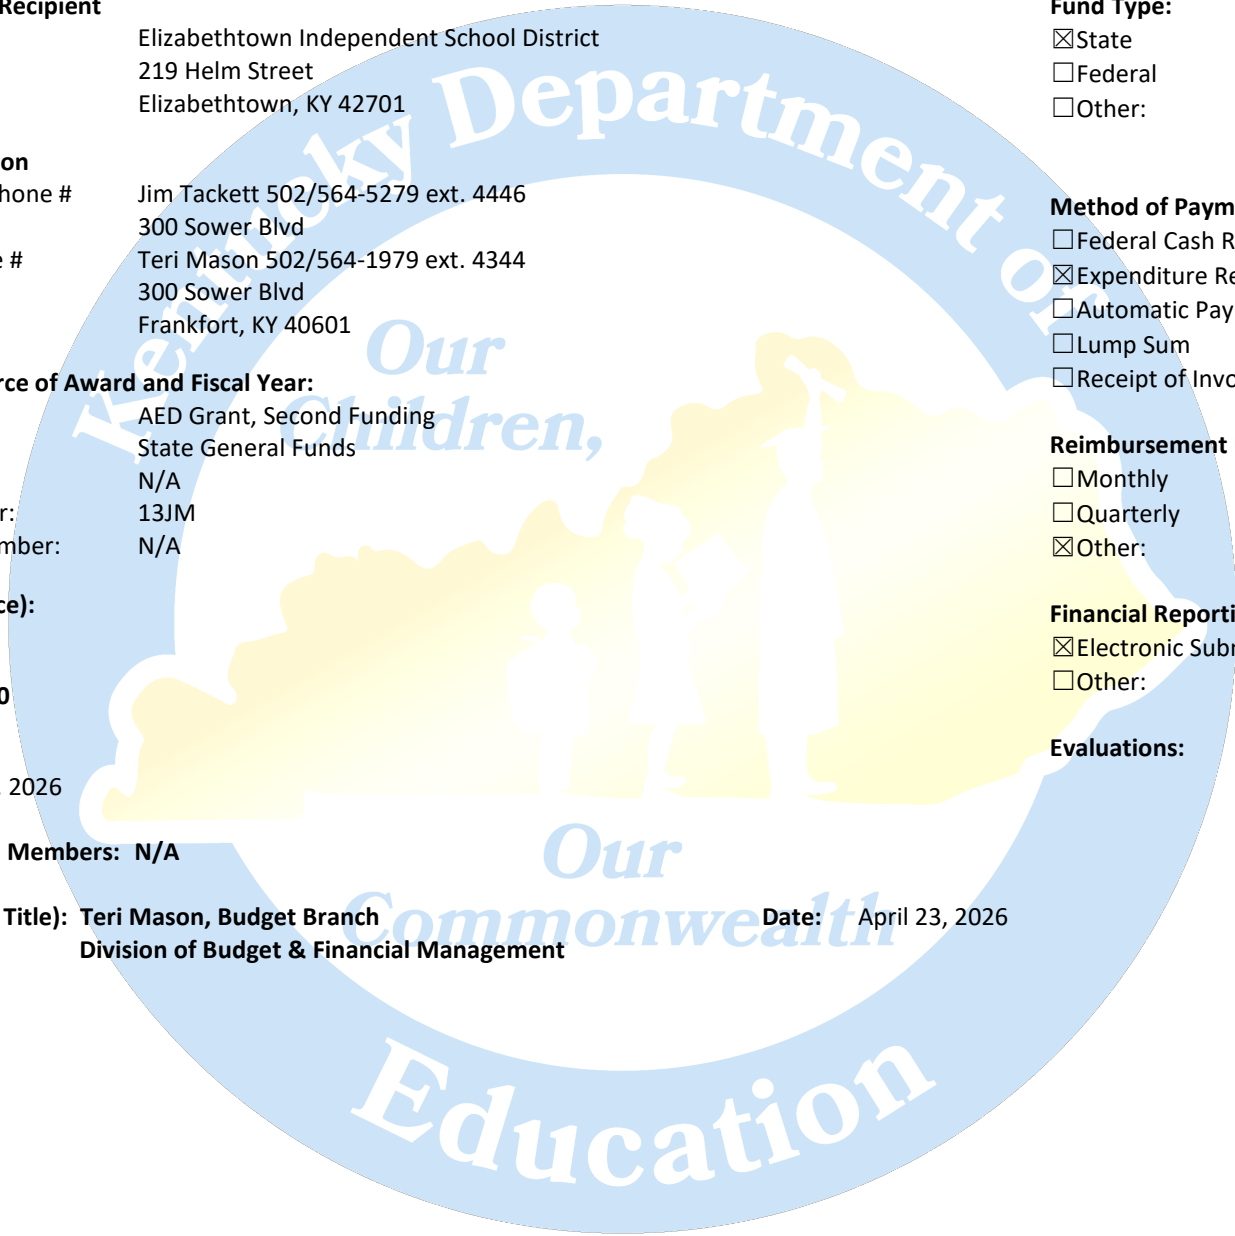 Recipient
Elizabethtown Independent School District
219 Helm Street
Elizabethtown, KY 42701
on
hone # Jim Tackett 502/564-5279 ext. 4446
300 Sower Blvd
e # Teri Mason 502/564-1979 ext. 4344
300 Sower Blvd
Frankfort, KY 40601
rce of Award and Fiscal Year:
AED Grant, Second Funding
State General Funds
N/A
r: 13JM
mber: N/A
ce):
0
, 2026
Members: N/A
Title): Teri Mason, Budget Branch
Division of Budget & Financial Management
Date: April 23, 2026
Fund Type:
☒State
☐Federal
☐Other:
Method of Paym
☐Federal Cash R
☒Expenditure Re
☐Automatic Pay
☐Lump Sum
☐Receipt of Invo
Reimbursement
☐Monthly
☐Quarterly
☒Other:
Financial Reporti
☒Electronic Subm
☐Other:
Evaluations:
Kentucky Department of
Education
Our
Children,
Our
Commonwealth